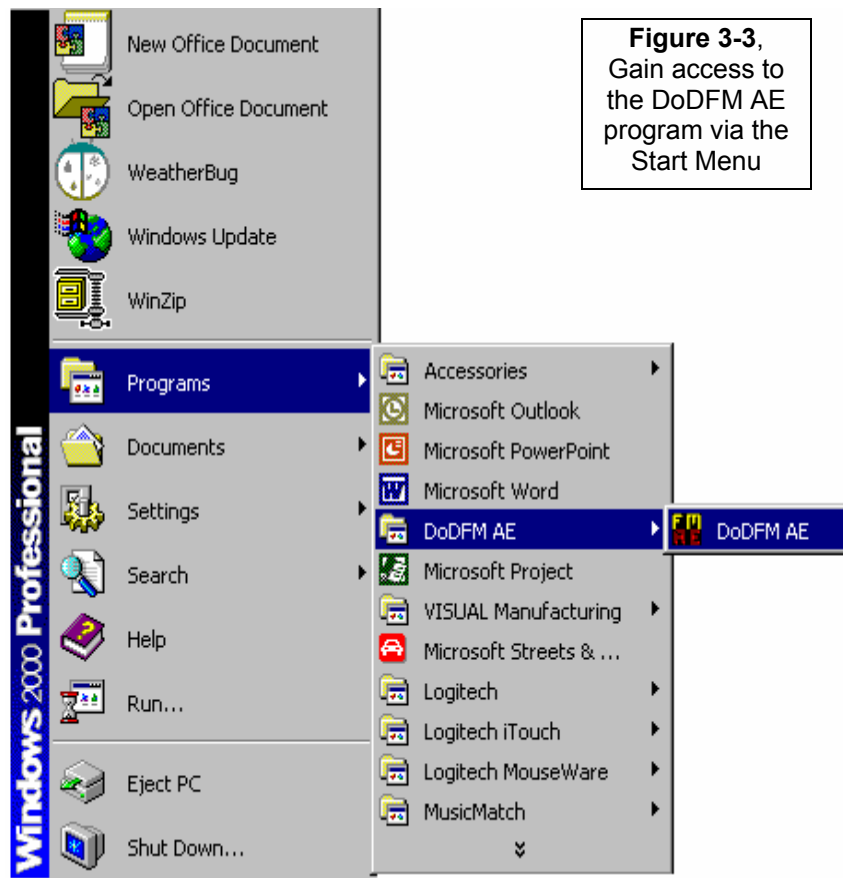 New Office Document
Open Office Document
WeatherBug
Windows Update
WinZip
Programs
Documents
Settings
Search
Help
Run...
Eject PC
Shut Down...
Windows 2000 Professional
Figure 3-3,
Gain access to
the DoDFM AE
program via the
Start Menu
Accessories
Microsoft Outlook
Microsoft PowerPoint
Microsoft Word
DoDFM AE
Microsoft Project
VISUAL Manufacturing
Microsoft Streets & ...
Logitech
Logitech iTouch
Logitech MouseWare
MusicMatch
FM
AE
DoDFM AE